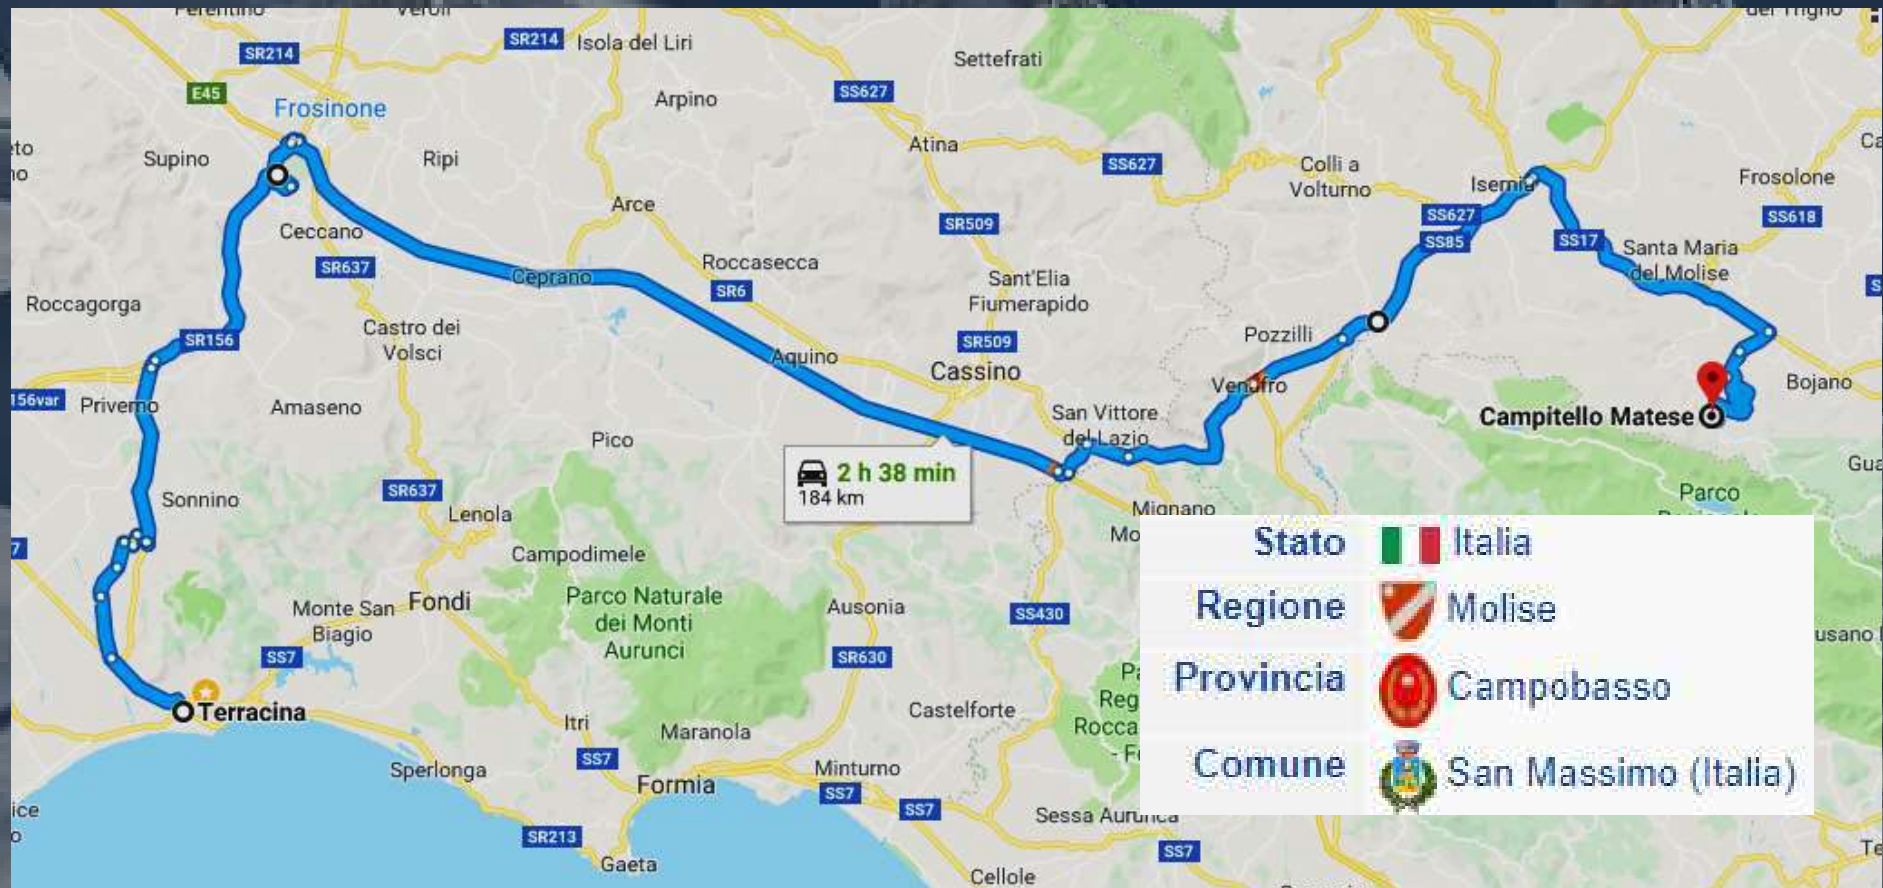 Veroli
SR214
Isola del Liri
SR214
Settefrati
E45
SS627
Arpino
Frosinone
Atina
Supino
Ripi
SS627
Colli a
Volturno
Isernia
Frosolone
Arce
SS627
SS618
Ceccano
SR509
SS85
SS17
Santa Maria
del Molise
SR637
Roccasecca
Ceprano
SR6
Sant'Elia
Fiumerapido
Roccagorga
SR156
Castro dei
Volsci
Pozzilli
SR509
Aquino
Cassino
Venafro
Bojano
156var
Priverno
Amaseno
San Vittore
del Lazio
Campitello Matese
Pico
2 h 38 min
184 km
Sonnino
SR637
Lenola
Mignano
Parco
Campodimele
Monte San
Biagio
Fondi
Parco Naturale
dei Monti
Aurunci
Ausonia
SS430
SS7
SR630
Terracina
Itri
Maranola
Castelforte
Sperlonga
SS7
Formia
Minturno
SS7
SS7
Sessa Aurunca
SR213
Gaeta
SS7
Cellole
Stato Italia
Regione Molise
Provincia Campobasso
Comune San Massimo (Italia)